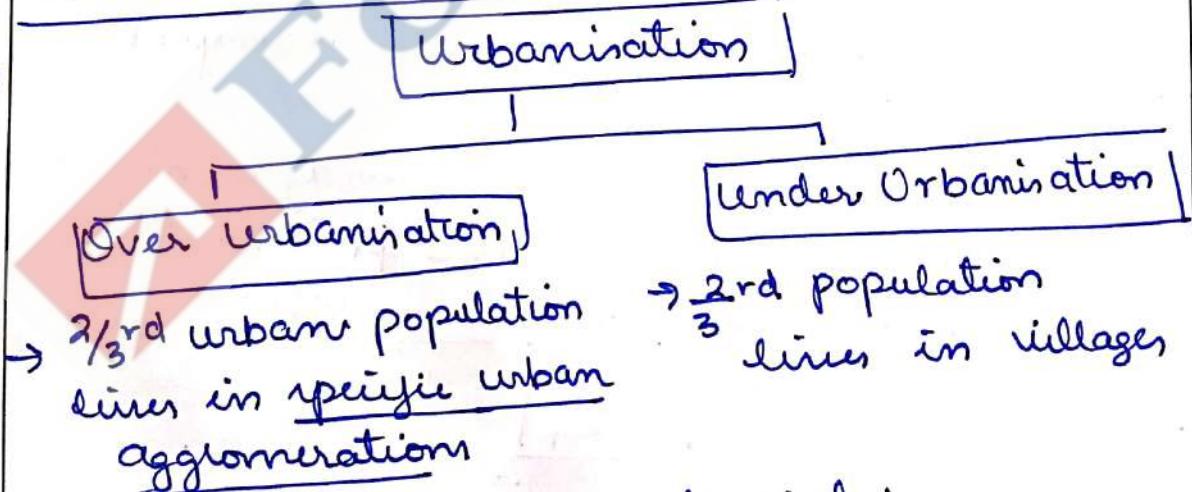 Urbanisation
Over urbanisation
Under Urbanisation
→ 2/3rd urban population
lives in specific urban
agglomerations
→ 2/3rd population
lives in villages